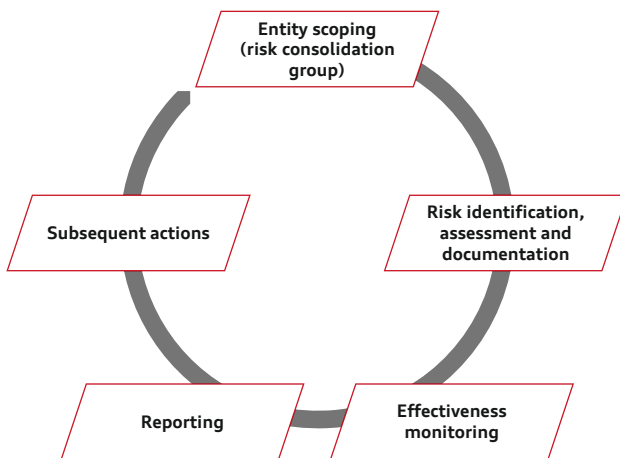 Entity scoping
(risk consolidation
group)
Risk identification,
assessment and
documentation
Effectiveness
monitoring
Reporting
Subsequent actions